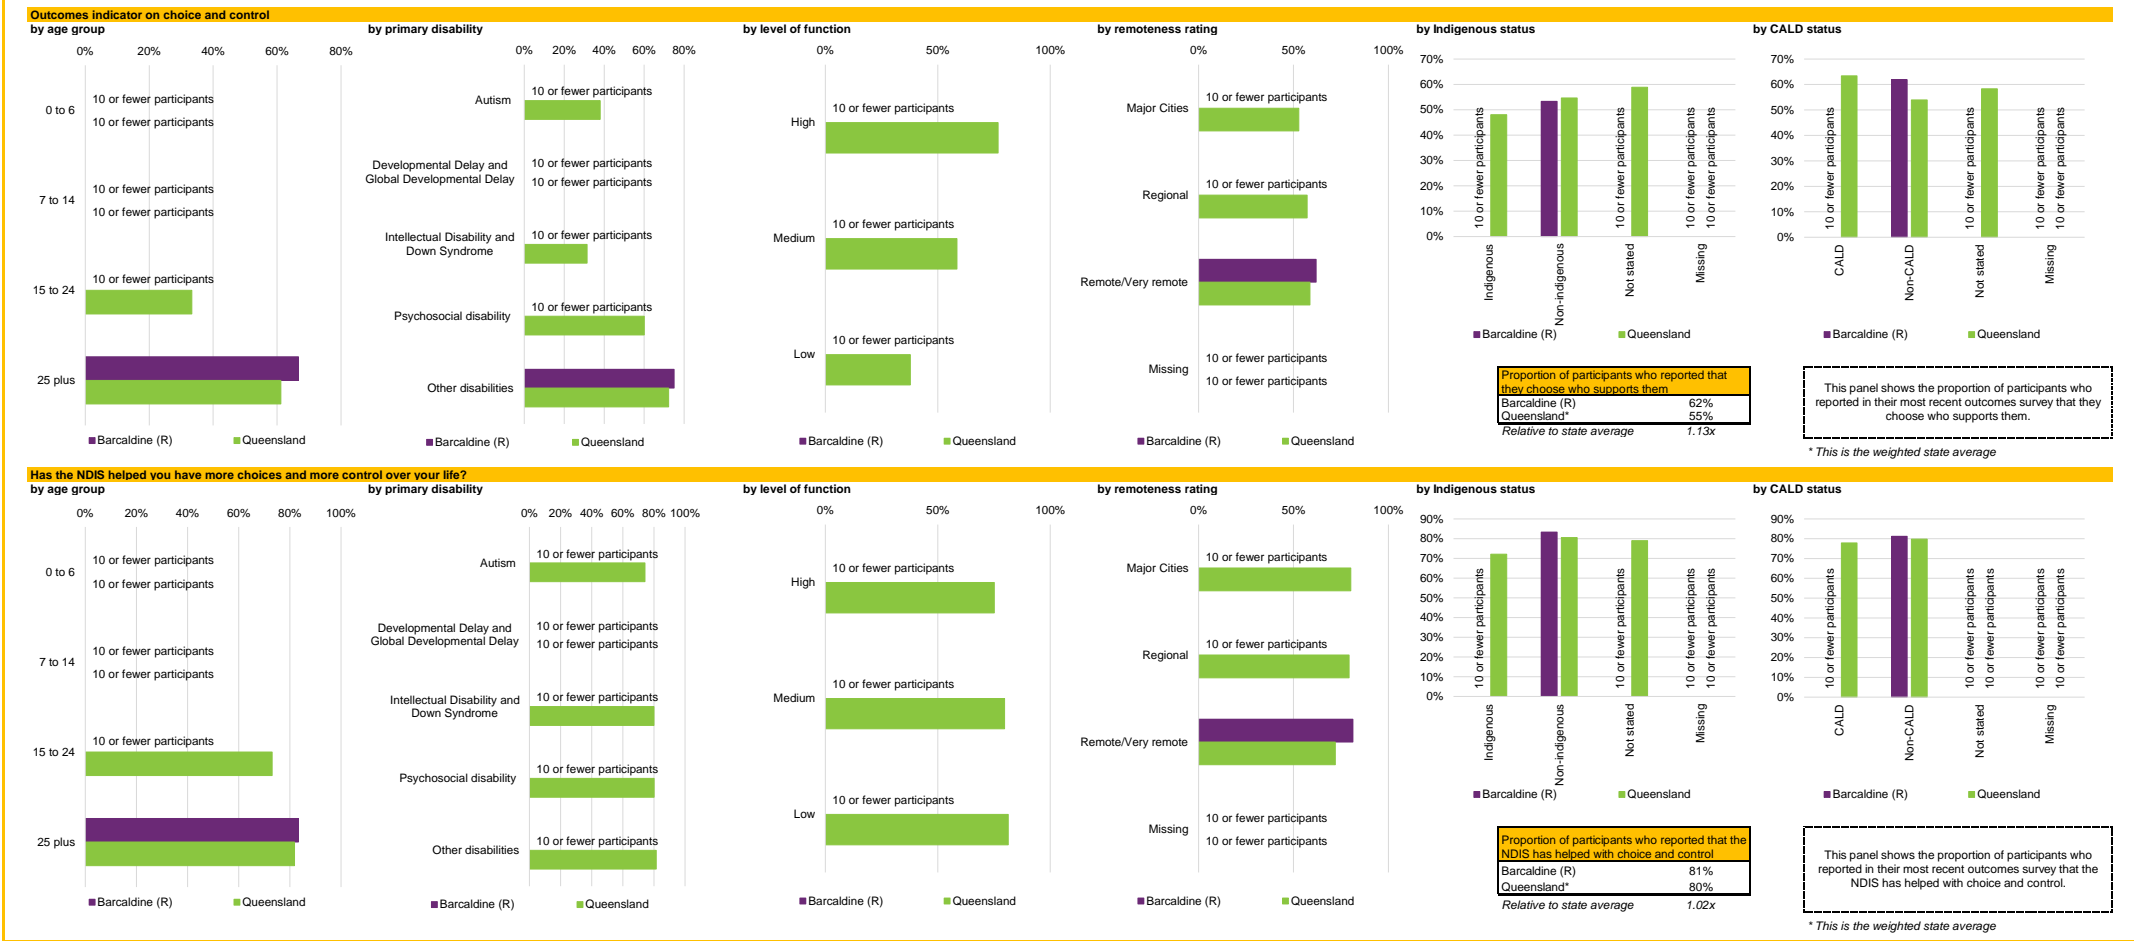 Outcomes indicator on choice and control
by age group
0% 20% 40% 60% 80%
0 to 6
10 or fewer participants
10 or fewer participants
7 to 14
10 or fewer participants
10 or fewer participants
15 to 24
10 or fewer participants
25 plus
Barcaldine (R) Queensland
by primary disability
0% 20% 40% 60% 80%
Autism
10 or fewer participants
Developmental Delay and
Global Developmental Delay
10 or fewer participants
10 or fewer participants
Intellectual Disability and
Down Syndrome
10 or fewer participants
Psychosocial disability
10 or fewer participants
Other disabilities
Barcaldine (R) Queensland
by level of function
0% 50% 100%
High
10 or fewer participants
Medium
10 or fewer participants
Low
10 or fewer participants
Barcaldine (R) Queensland
by remoteness rating
0% 50% 100%
Major Cities
10 or fewer participants
Regional
10 or fewer participants
Remote/Very remote
Missing
10 or fewer participants
10 or fewer participants
Barcaldine (R) Queensland
by Indigenous status
70%
60%
50%
40%
30%
20%
10%
0%
10 or fewer participants
10 or fewer participants
10 or fewer participants
10 or fewer participants
Indigenous
Non-indigenous
Not stated
Missing
Barcaldine (R) Queensland
Proportion of participants who reported that
they choose who supports them
Barcaldine (R) 62%
Queensland* 55%
Relative to state average 1.13x
by CALD status
70%
60%
50%
40%
30%
20%
10%
0%
10 or fewer participants
10 or fewer participants
10 or fewer participants
10 or fewer participants
CALD
Non-CALD
Not stated
Missing
Barcaldine (R) Queensland
This panel shows the proportion of participants who
reported in their most recent outcomes survey that they
choose who supports them.
* This is the weighted state average
Has the NDIS helped you have more choices and more control over your life?
by age group
0% 20% 40% 60% 80% 100%
0 to 6
10 or fewer participants
10 or fewer participants
7 to 14
10 or fewer participants
10 or fewer participants
15 to 24
10 or fewer participants
25 plus
Barcaldine (R) Queensland
by primary disability
0% 20% 40% 60% 80% 100%
Autism
10 or fewer participants
Developmental Delay and
Global Developmental Delay
10 or fewer participants
10 or fewer participants
Intellectual Disability and
Down Syndrome
10 or fewer participants
Psychosocial disability
10 or fewer participants
Other disabilities
10 or fewer participants
Barcaldine (R) Queensland
by level of function
0% 50% 100%
High
10 or fewer participants
Medium
10 or fewer participants
Low
10 or fewer participants
Barcaldine (R) Queensland
by remoteness rating
0% 50% 100%
Major Cities
10 or fewer participants
Regional
10 or fewer participants
Remote/Very remote
Missing
10 or fewer participants
10 or fewer participants
Barcaldine (R) Queensland
by Indigenous status
90%
80%
70%
60%
50%
40%
30%
20%
10%
0%
10 or fewer participants
10 or fewer participants
10 or fewer participants
10 or fewer participants
Indigenous
Non-indigenous
Not stated
Missing
Barcaldine (R) Queensland
Proportion of participants who reported that the
NDIS has helped with choice and control
Barcaldine (R) 81%
Queensland* 80%
Relative to state average 1.02x
by CALD status
90%
80%
70%
60%
50%
40%
30%
20%
10%
0%
10 or fewer participants
10 or fewer participants
10 or fewer participants
10 or fewer participants
10 or fewer participants
CALD
Non-CALD
Not stated
Missing
Barcaldine (R) Queensland
This panel shows the proportion of participants who
reported in their most recent outcomes survey that the
NDIS has helped with choice and control.
* This is the weighted state average